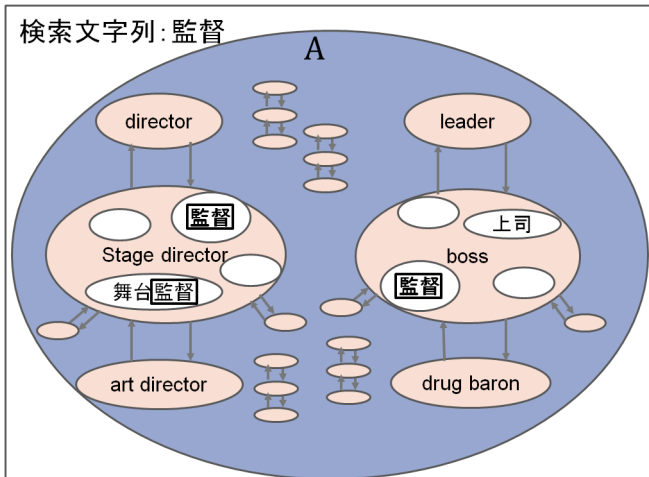 検索文字列：監督
A
director
leader
監督
上司
Stage director
boss
舞台監督
監督
art director
drug baron